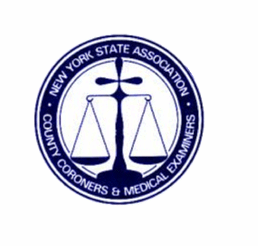 NEW YORK STATE ASSOCIATION
COUNTY CORONERS & MEDICAL EXAMINERS